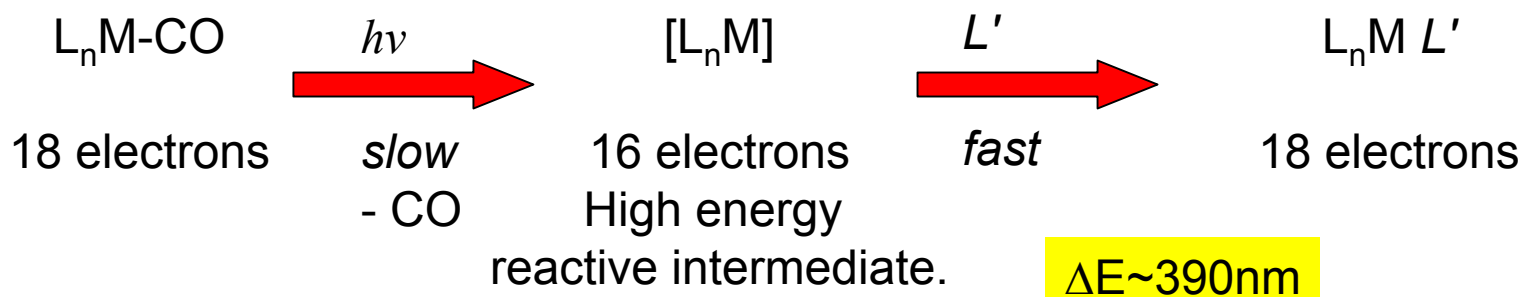 LₙM-CO hν [LₙM] L' LₙM L'
18 electrons slow 16 electrons fast 18 electrons
- CO High energy
reactive intermediate. ΔE~390nm